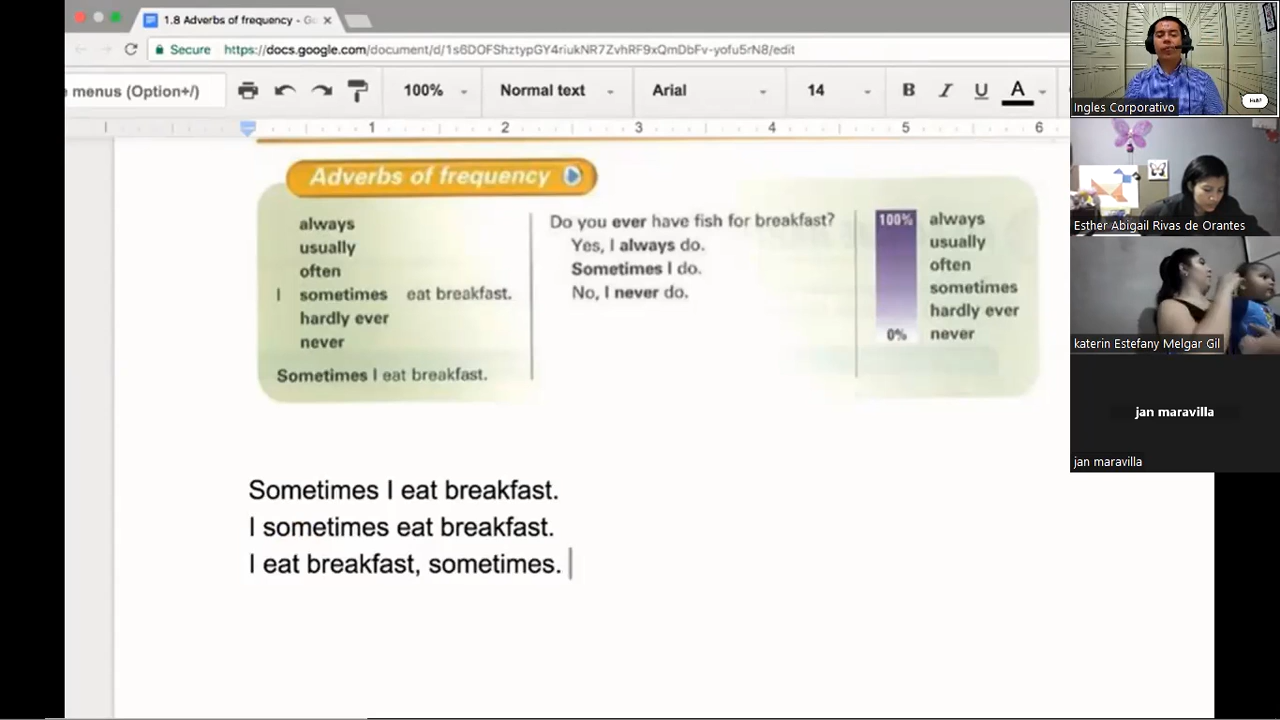 1.8 Adverbs of frequency - Go
Secure https://docs.google.com/document/d/1s6DOFShztypGY4riukNR7ZvhRF9xQmDbFv-yofu5rN8/edit
menus (Option+/) 100% Normal text Arial 14 B I U A
1 2 3 4 5 6
Adverbs of frequency
always
usually
often
I sometimes eat breakfast.
hardly ever
never
Sometimes I eat breakfast.
Do you ever have fish for breakfast?
Yes, I always do.
Sometimes I do.
No, I never do.
100% always
usually
often
sometimes
hardly ever
0% never
Sometimes I eat breakfast.
I sometimes eat breakfast.
I eat breakfast, sometimes.
Ingles Corporativo
Esther Abigail Rivas de Orantes
katerin Estefany Melgar Gil
jan maravilla
jan maravilla